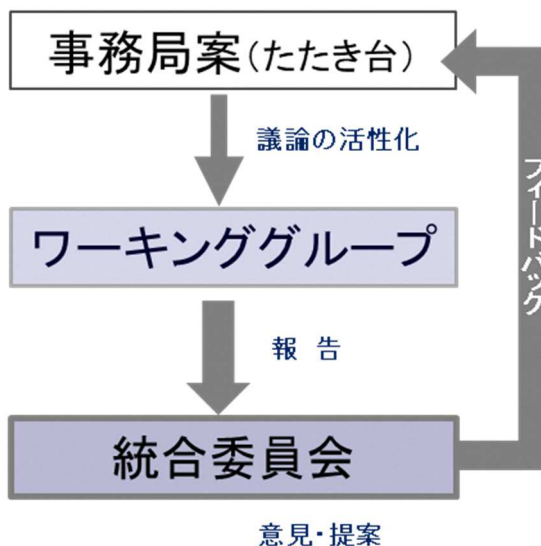 事務局案（たたき台）
議論の活性化
ワーキンググループ
報 告
統合委員会
意見・提案
フィードバック